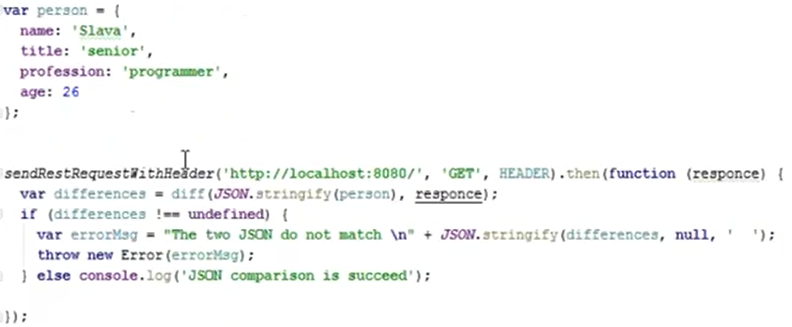 var person = {
name: 'Slava',
title: 'senior',
profession: 'programmer',
age: 26
};
sendRestRequestWithHeader('http://localhost:8080/', 'GET', HEADER).then(function (responce) {
var differences = diff(JSON.stringify(person), responce);
if (differences !== undefined) {
var errorMsg = "The two JSON do not match \n" + JSON.stringify(differences, null, '  ');
throw new Error(errorMsg);
} else console.log('JSON comparison is succeed');
});